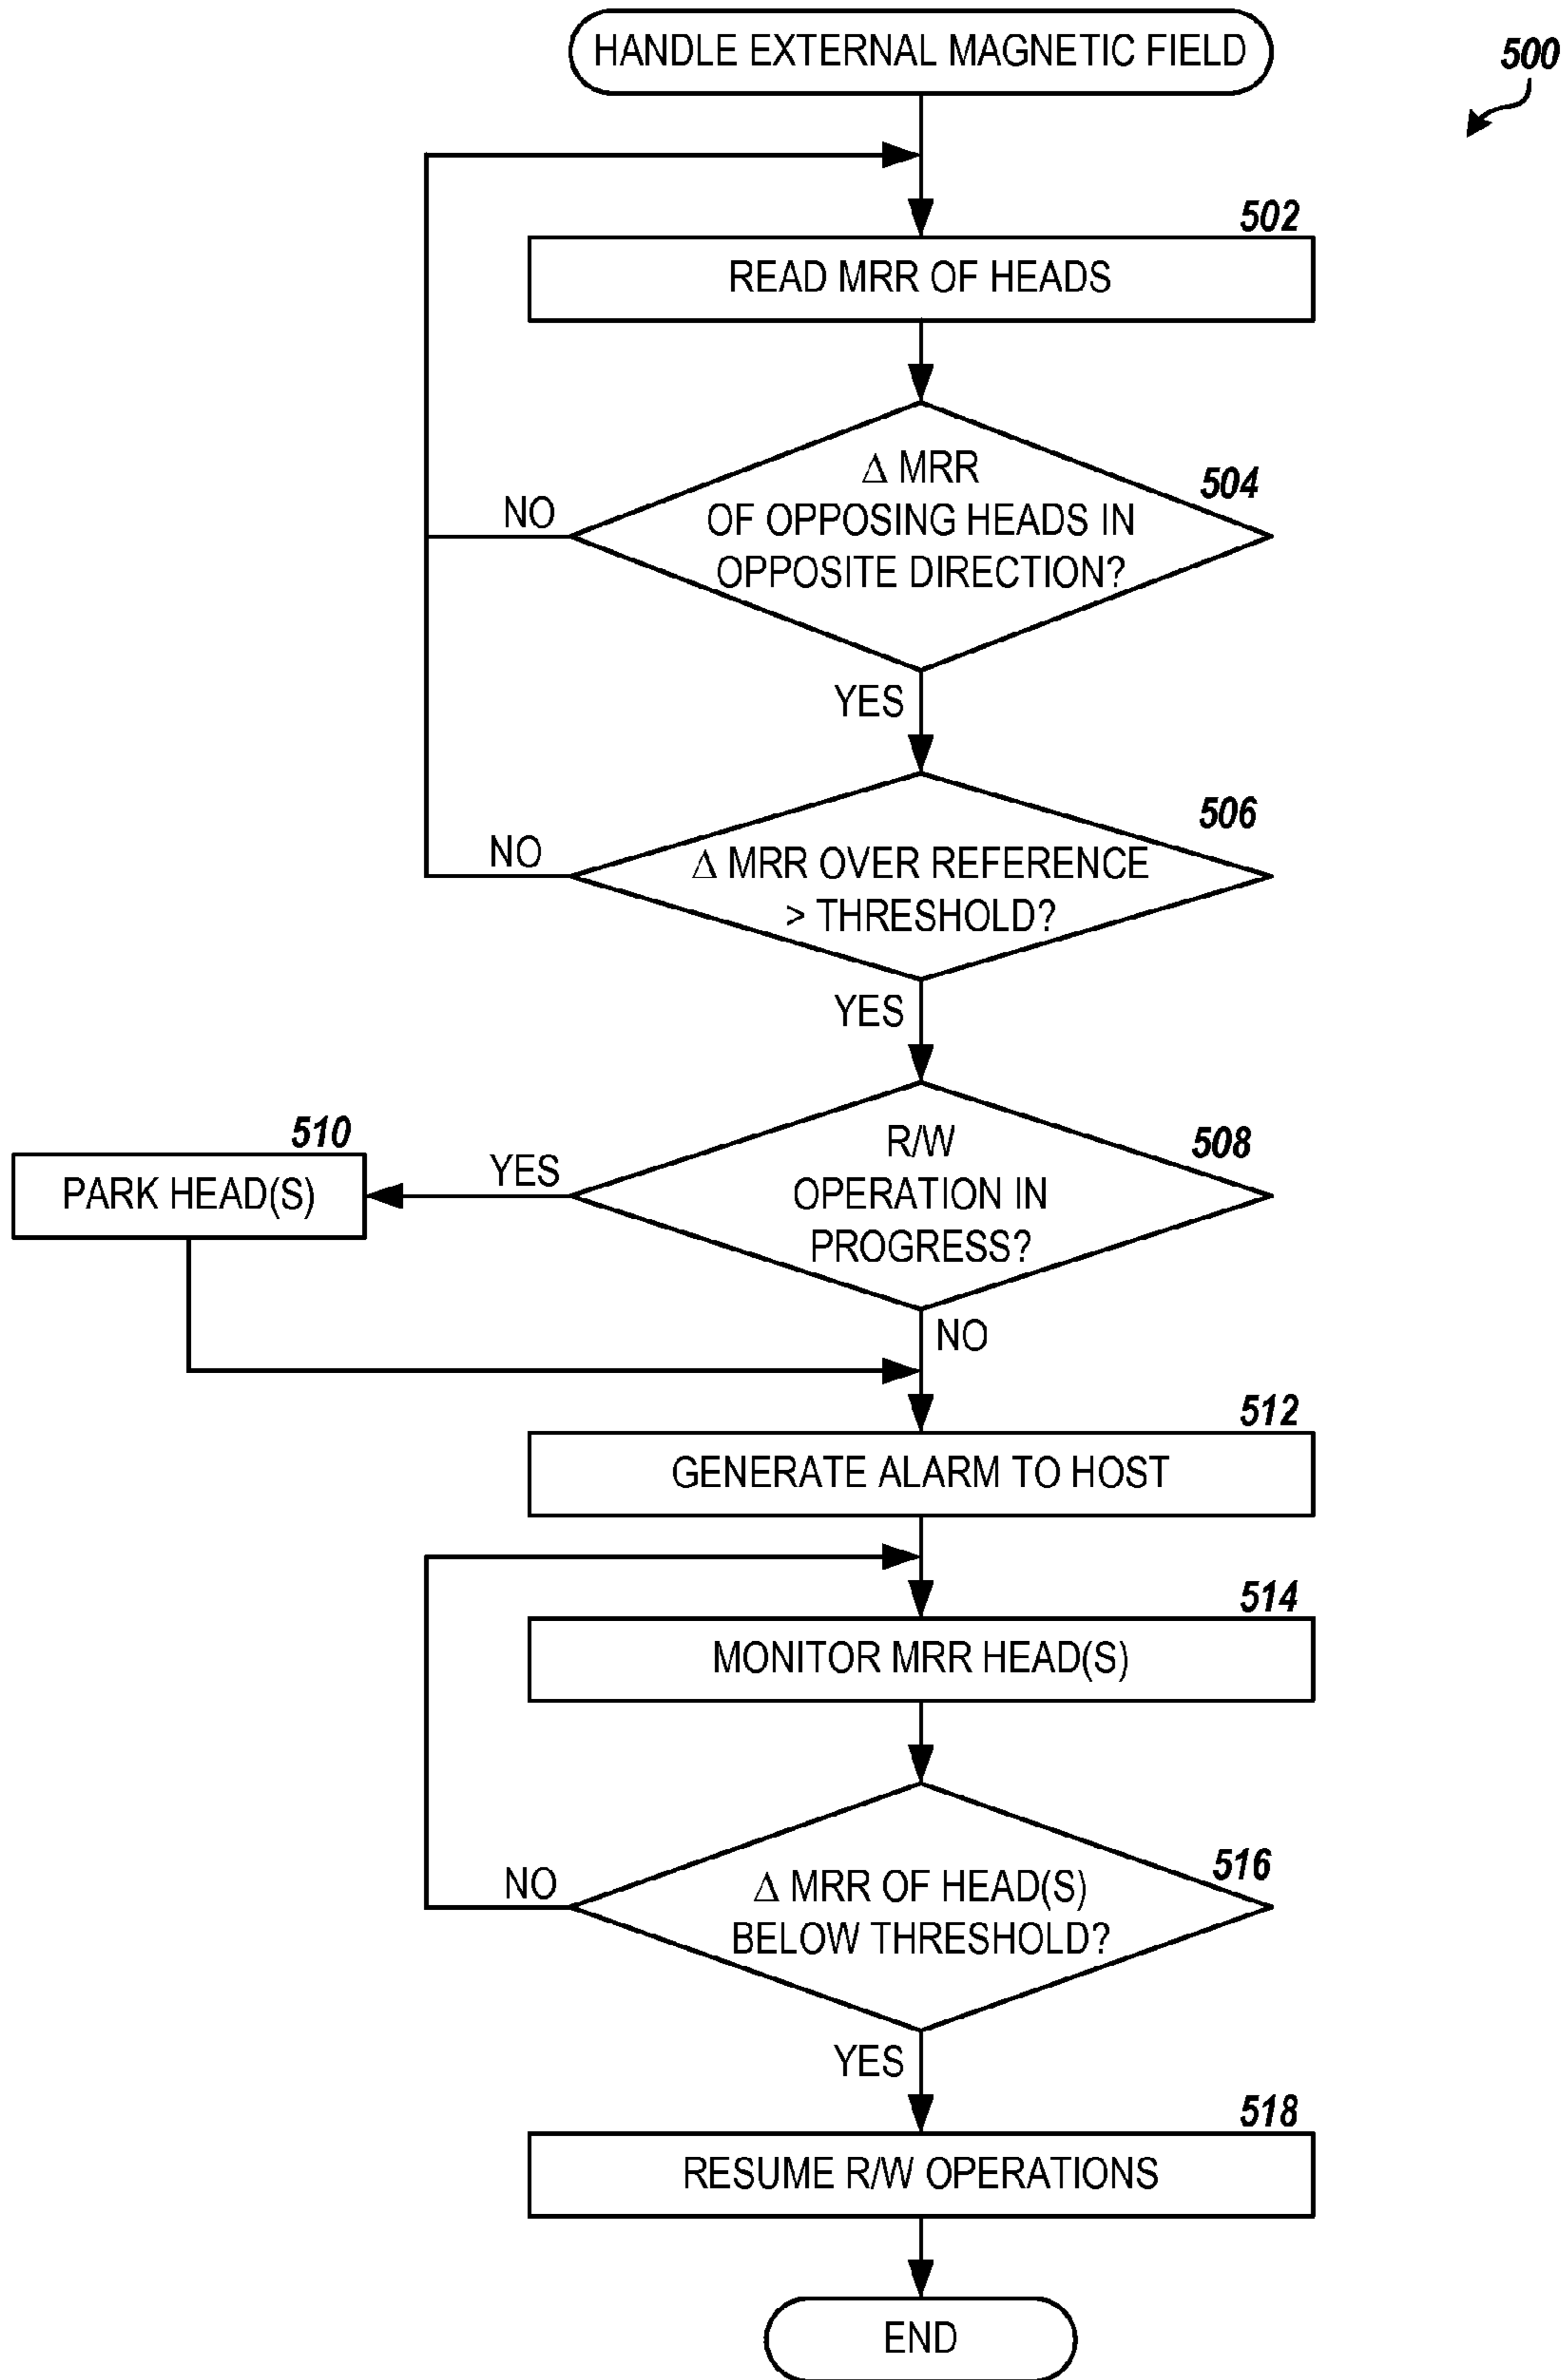 HANDLE EXTERNAL MAGNETIC FIELD
500
502
READ MRR OF HEADS
Δ MRR
504
NO
OF OPPOSING HEADS IN
OPPOSITE DIRECTION?
YES
506
NO
Δ MRR OVER REFERENCE
> THRESHOLD?
YES
510
R/W
508
PARK HEAD(S)
YES
OPERATION IN
PROGRESS?
NO
512
GENERATE ALARM TO HOST
514
MONITOR MRR HEAD(S)
516
NO
Δ MRR OF HEAD(S)
BELOW THRESHOLD?
YES
518
RESUME R/W OPERATIONS
END